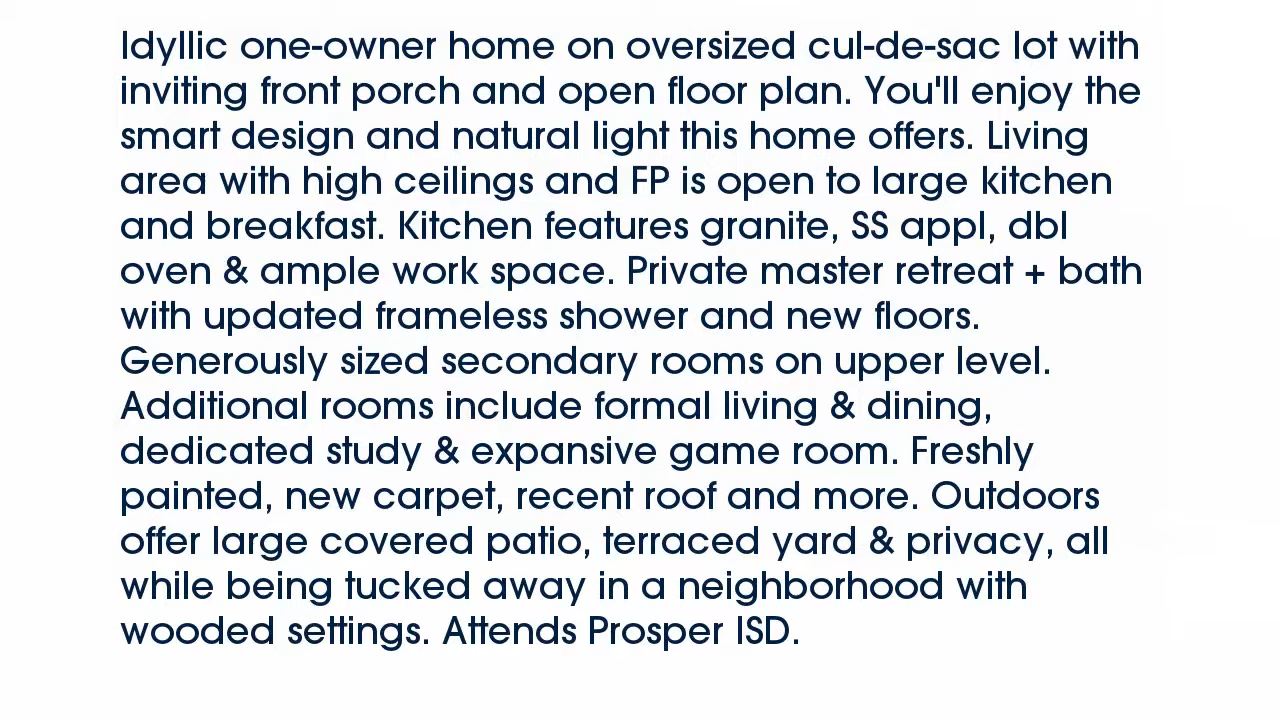 Idyllic one-owner home on oversized cul-de-sac lot with
inviting front porch and open floor plan. You'll enjoy the
smart design and natural light this home offers. Living
area with high ceilings and FP is open to large kitchen
and breakfast. Kitchen features granite, SS appl, dbl
oven & ample work space. Private master retreat + bath
with updated frameless shower and new floors.
Generously sized secondary rooms on upper level.
Additional rooms include formal living & dining,
dedicated study & expansive game room. Freshly
painted, new carpet, recent roof and more. Outdoors
offer large covered patio, terraced yard & privacy, all
while being tucked away in a neighborhood with
wooded settings. Attends Prosper ISD.